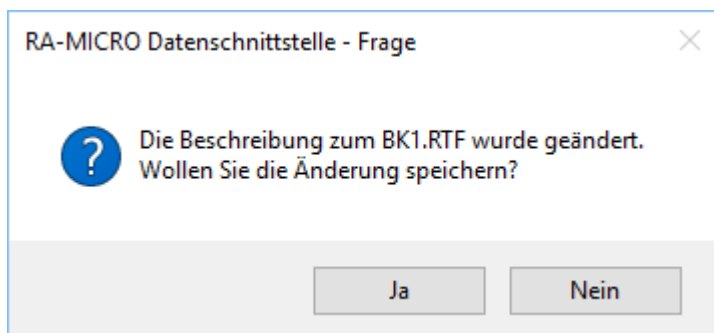 RA-MICRO Datenschnittstelle - Frage
Die Beschreibung zum BK1.RTF wurde geändert.
Wollen Sie die Änderung speichern?
Ja
Nein